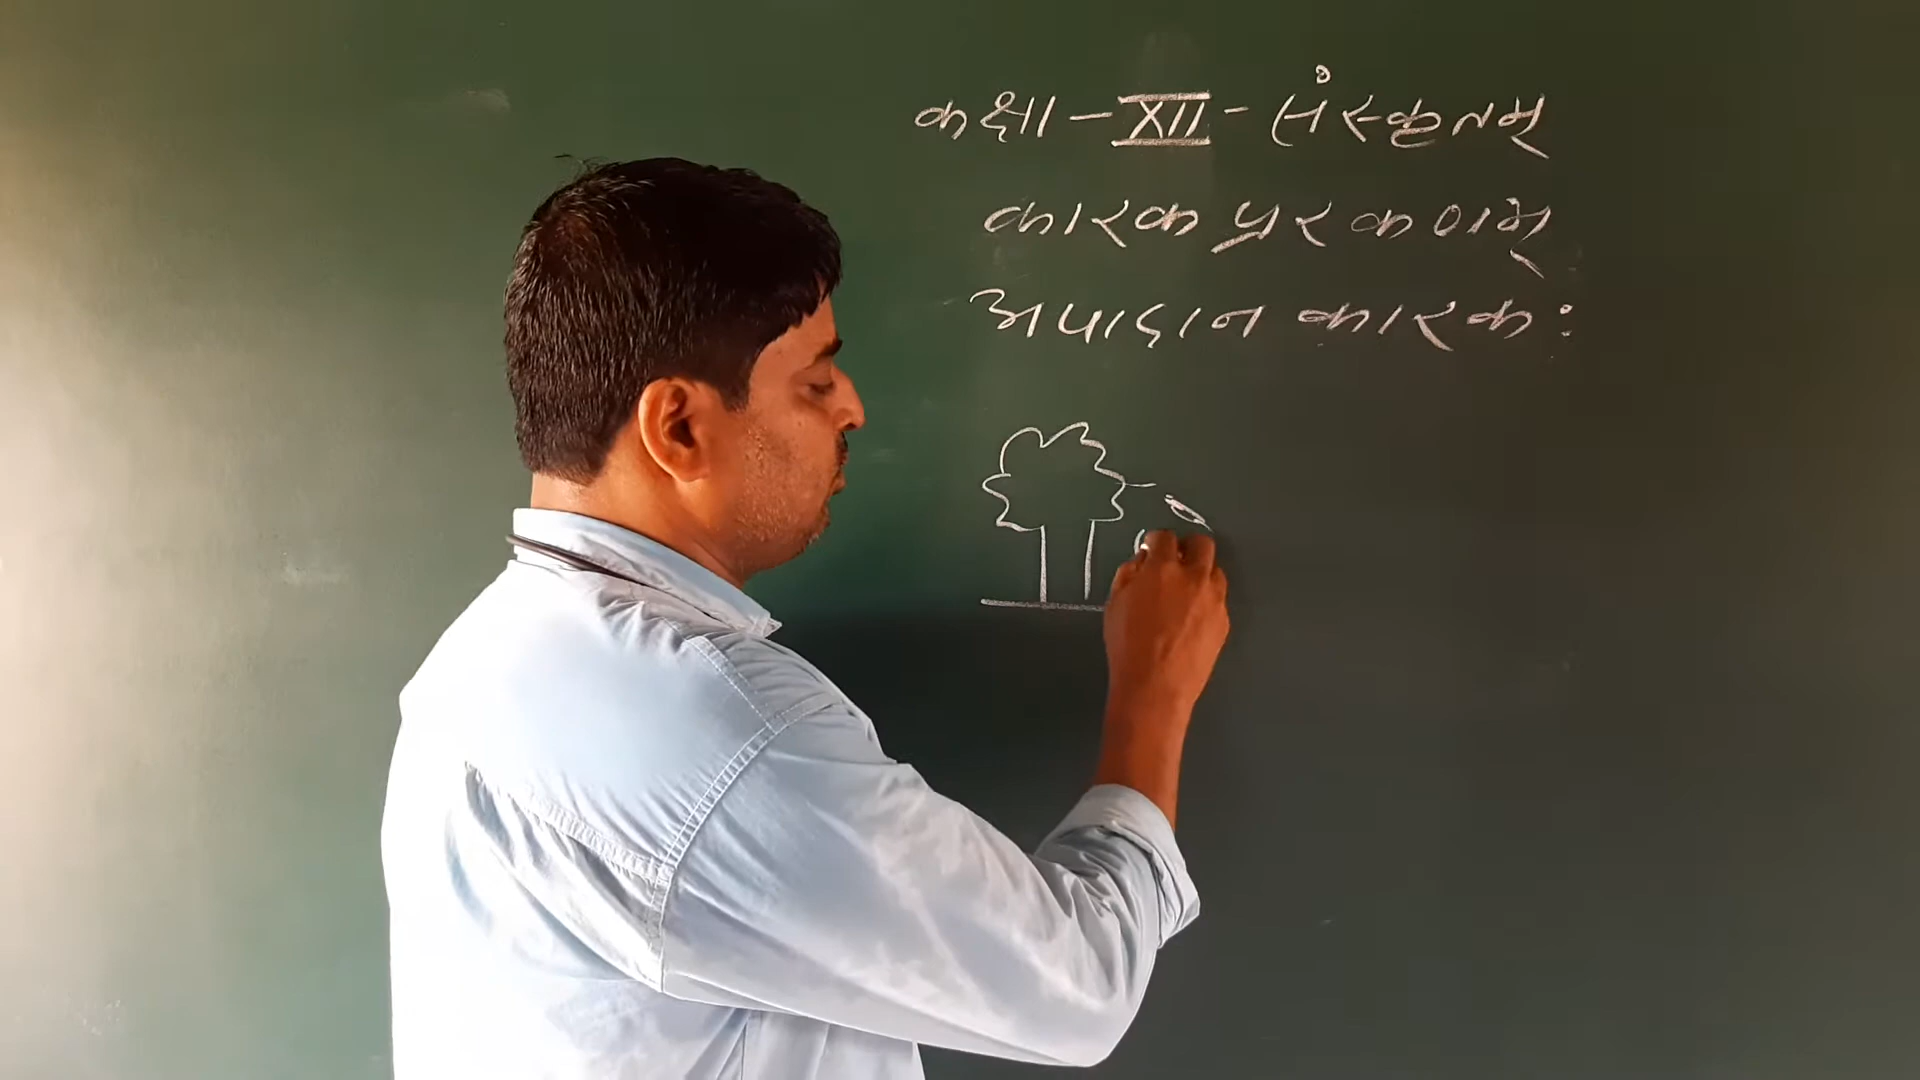 कक्षा - XII - संस्कृतम्
कारक प्रकरणम्
अपादान कारक: